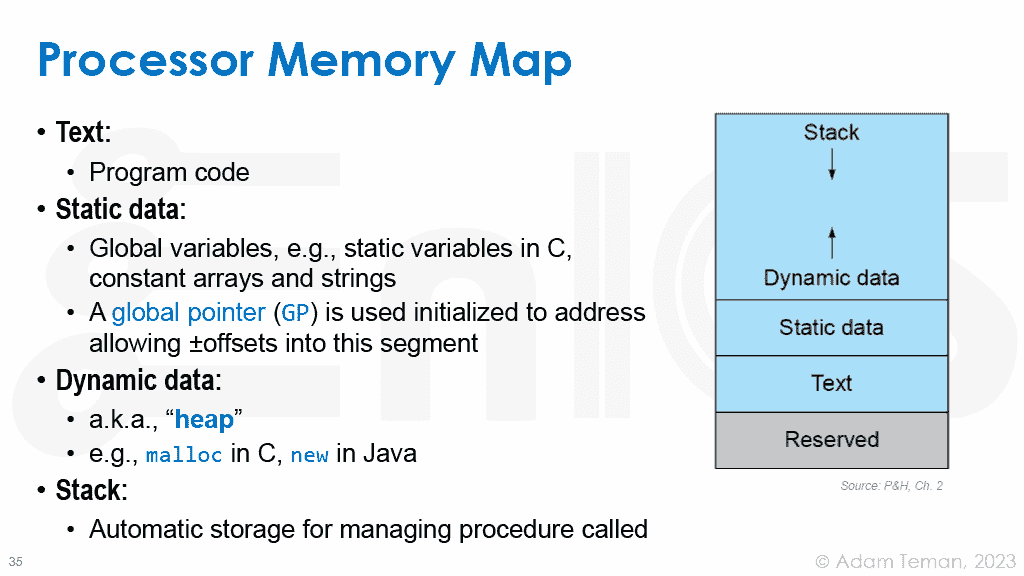 Processor Memory Map
• Text:
• Program code
• Static data:
• Global variables, e.g., static variables in C,
constant arrays and strings
• A global pointer (GP) is used initialized to address
allowing ±offsets into this segment
• Dynamic data:
• a.k.a., “heap”
• e.g., malloc in C, new in Java
• Stack:
• Automatic storage for managing procedure called
Stack
Dynamic data
Static data
Text
Reserved
Source: P&H, Ch. 2
35
© Adam Teman, 2023
EnICS